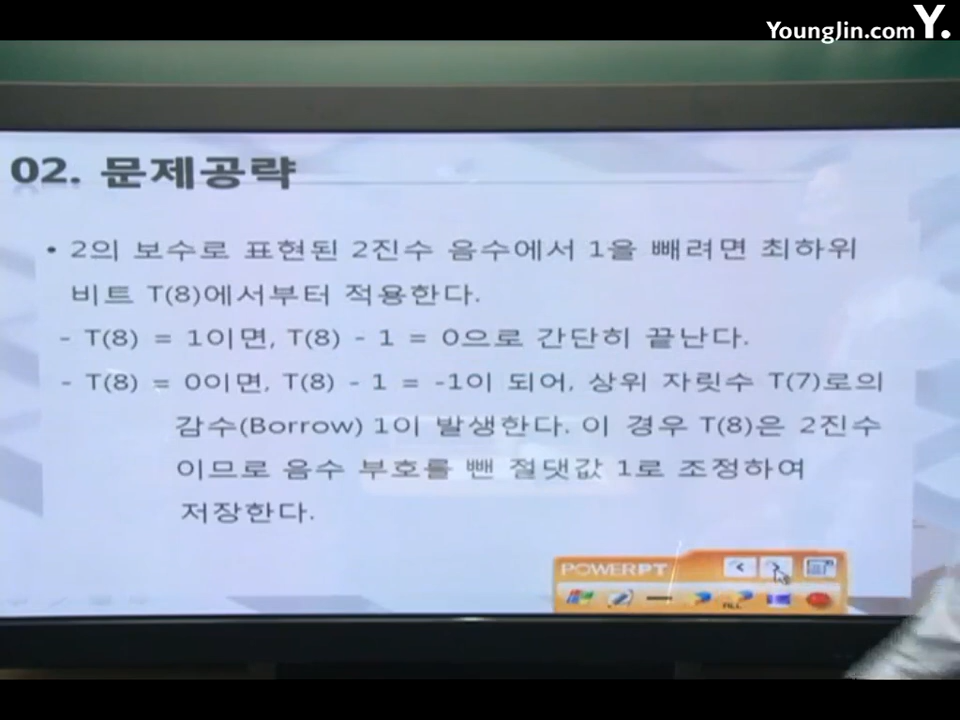 YoungJin.com Y.
02. 문제공략
• 2의 보수로 표현된 2진수 음수에서 1을 빼려면 최하위
비트 T(8)에서부터 적용한다.
- T(8) = 1이면, T(8) - 1 = 0으로 간단히 끝난다.
- T(8) = 0이면, T(8) - 1 = -1이 되어, 상위 자릿수 T(7)로의
감수(Borrow) 1이 발생한다. 이 경우 T(8)은 2진수
이므로 음수 부호를 뺀 절댓값 1로 조정하여
저장한다.
POWERPT
ALL